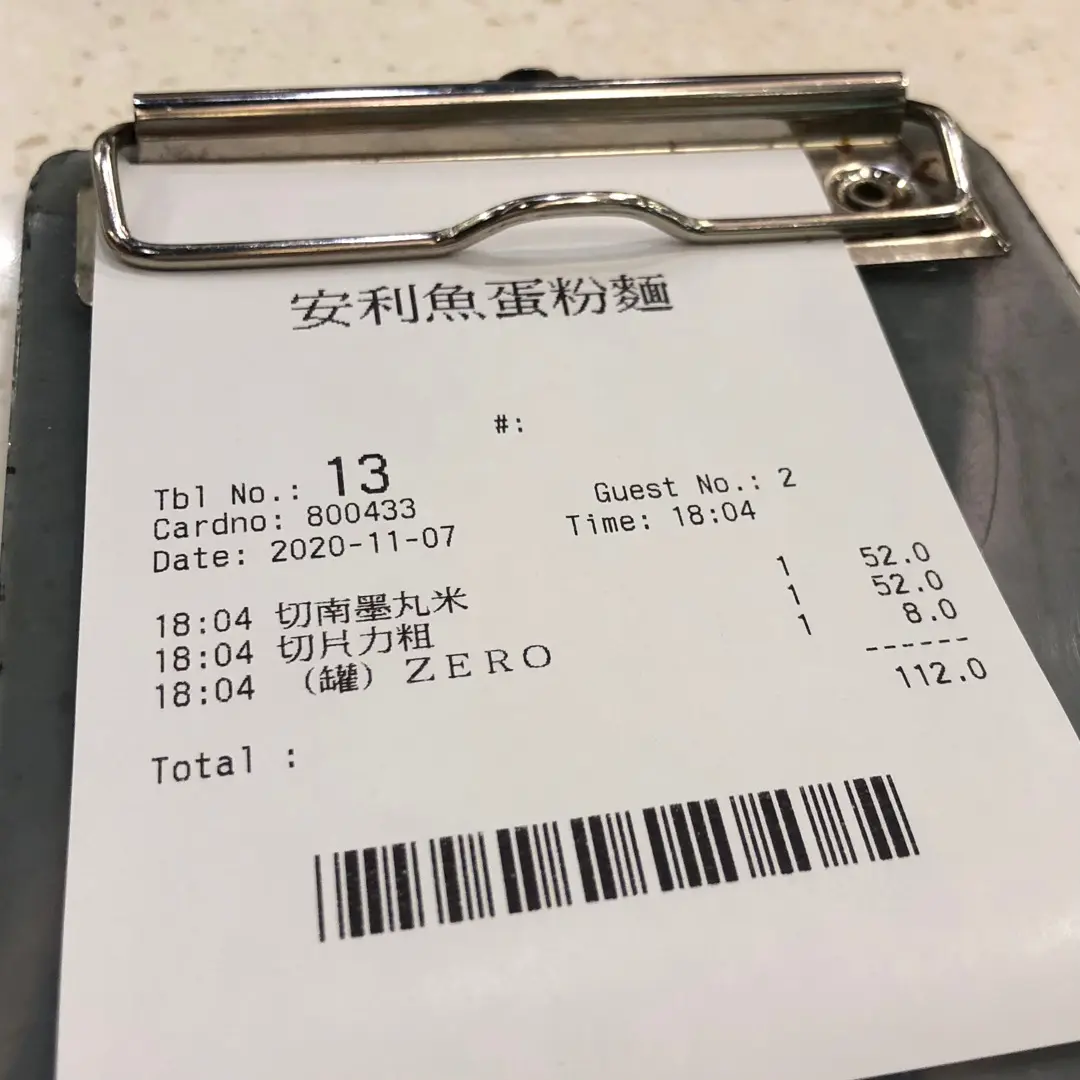 安利魚蛋粉麵
#:
Tbl No.: 13 Guest No.: 2
Cardno: 800433 Time: 18:04
Date: 2020-11-07
18:04 切南墨丸米 1 52.0
18:04 切片力粗 1 52.0
18:04 （罐）ＺＥＲＯ 1 8.0
------
Total : 112.0